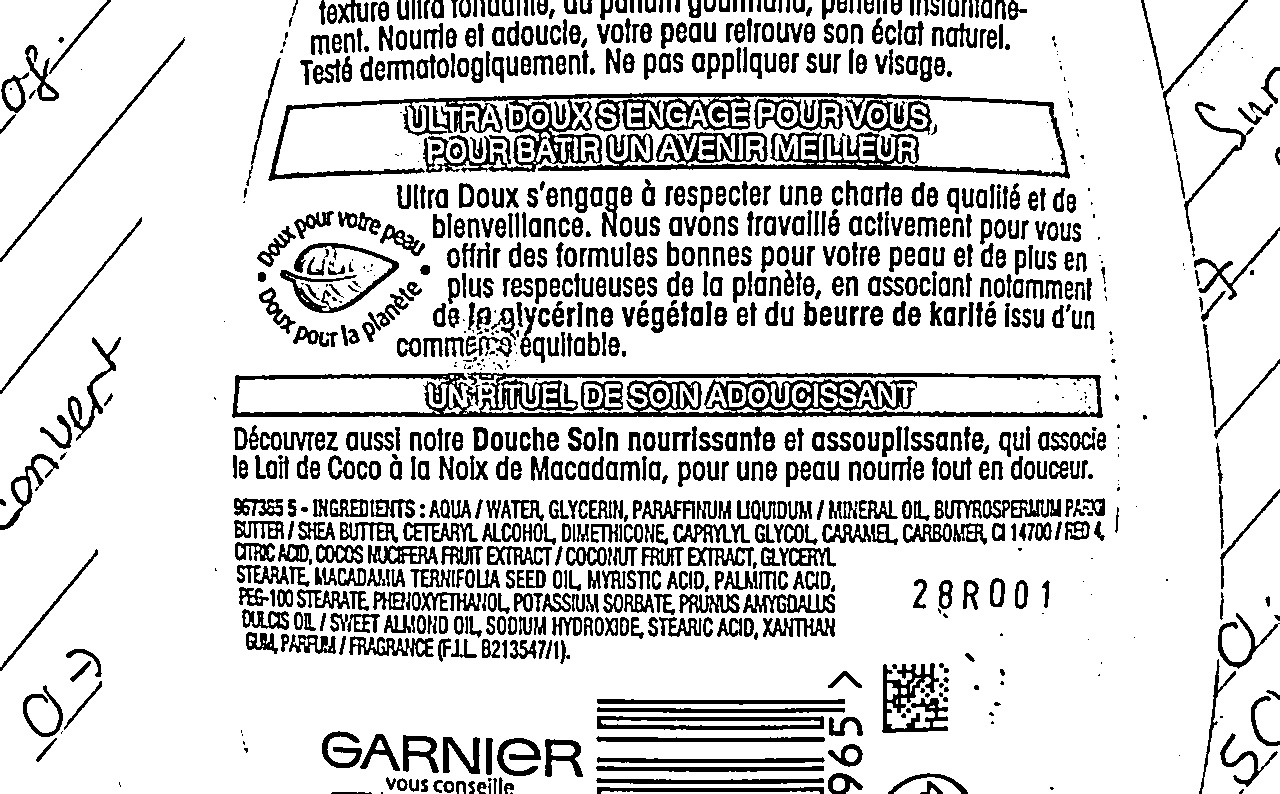 texture ultra fondante, au parfum gourmand, pénètre instantané-
ment. Nourrie et adoucie, votre peau retrouve son éclat naturel.
Testé dermatologiquement. Ne pas appliquer sur le visage.
ULTRA DOUX S'ENGAGE POUR VOUS,
POUR BÂTIR UN AVENIR MEILLEUR
Ultra Doux s'engage à respecter une charte de qualité et de
bienveillance. Nous avons travaillé activement pour vous
offrir des formules bonnes pour votre peau et de plus en
plus respectueuses de la planète, en associant notamment
de la glycérine végétale et du beurre de karité issu d'un
commerce équitable.
Doux pour votre peau
• Doux pour la planète •
UN RITUEL DE SOIN ADOUCISSANT
Découvrez aussi notre Douche Soin nourrissante et assouplissante, qui associe
le Lait de Coco à la Noix de Macadamia, pour une peau nourrie tout en douceur.
967365 5 - INGREDIENTS : AQUA / WATER, GLYCERIN, PARAFFINUM LIQUIDUM / MINERAL OIL, BUTYROSPERMUM PARKII
BUTTER / SHEA BUTTER, CETEARYL ALCOHOL, DIMETHICONE, CAPRYLYL GLYCOL, CARAMEL, CARBOMER, CI 14700 / RED 4,
CITRIC ACID, COCOS NUCIFERA FRUIT EXTRACT / COCONUT FRUIT EXTRACT, GLYCERYL
STEARATE, MACADAMIA TERNIFOLIA SEED OIL, MYRISTIC ACID, PALMITIC ACID,
PEG-100 STEARATE, PHENOXYETHANOL, POTASSIUM SORBATE, PRUNUS AMYGDALUS
DULCIS OIL / SWEET ALMOND OIL, SODIUM HYDROXIDE, STEARIC ACID, XANTHAN
GUM, PARFUM / FRAGRANCE (F.I.L. B213547/1).
28R001
GARNIER
vous conseille
965 >
of.
convert